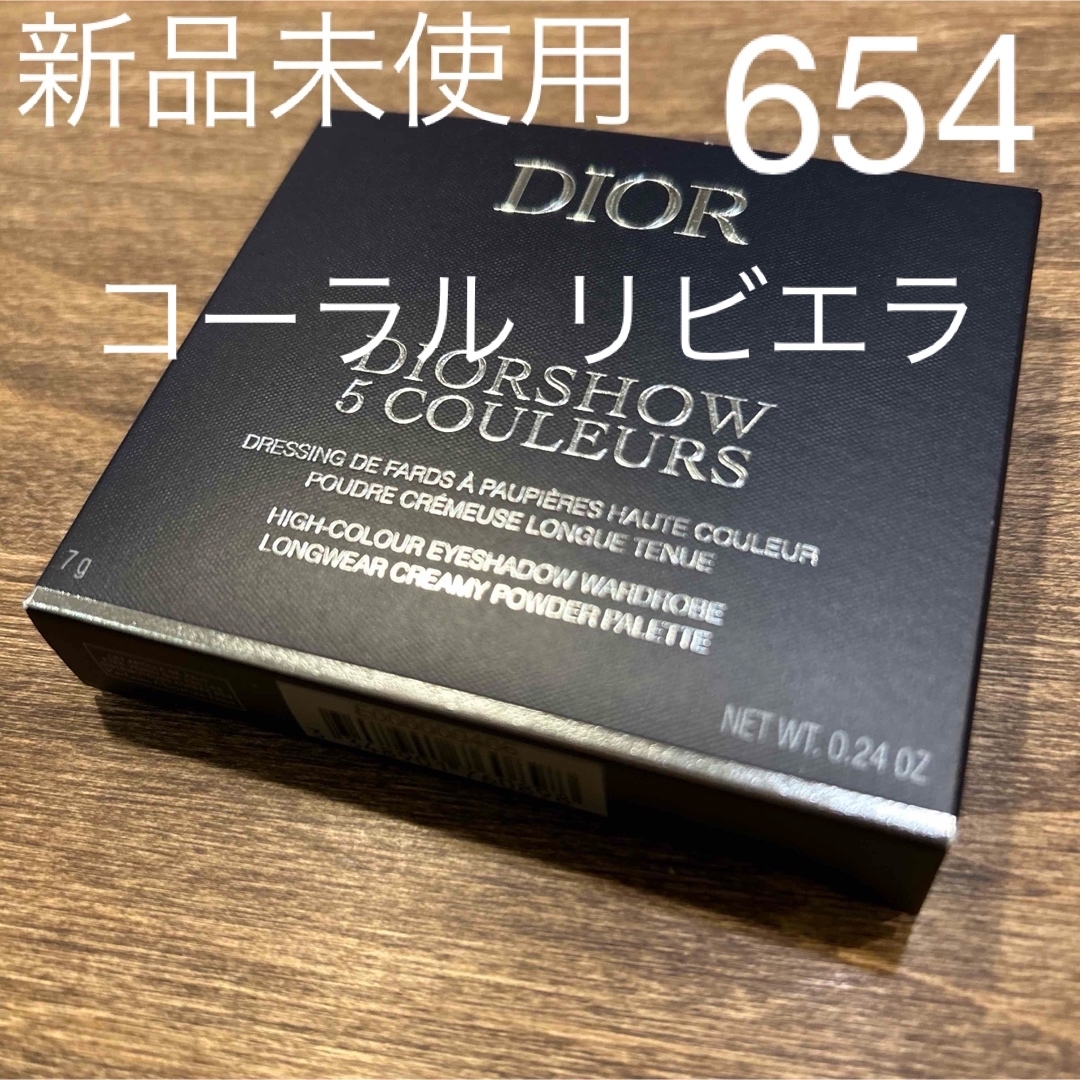 新品未使用
654
DIOR
コーラル リビエラ
DIORSHOW
5 COULEURS
DRESSING DE FARDS À PAUPIÈRES HAUTE COULEUR
POUDRE CRÉMEUSE LONGUE TENUE
HIGH-COLOUR EYESHADOW WARDROBE
LONGWEAR CREAMY POWDER PALETTE
7 g
NET WT. 0.24 OZ